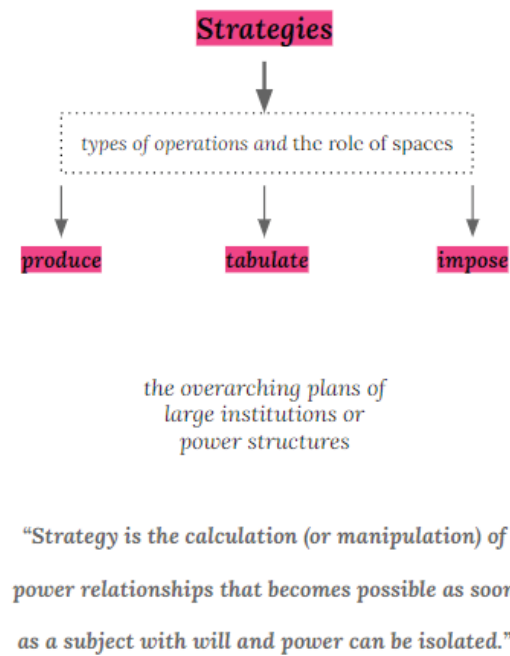 Strategies
types of operations and the role of spaces
produce tabulate impose
the overarching plans of
large institutions or
power structures
“Strategy is the calculation (or manipulation) of
power relationships that becomes possible as soon
as a subject with will and power can be isolated.”